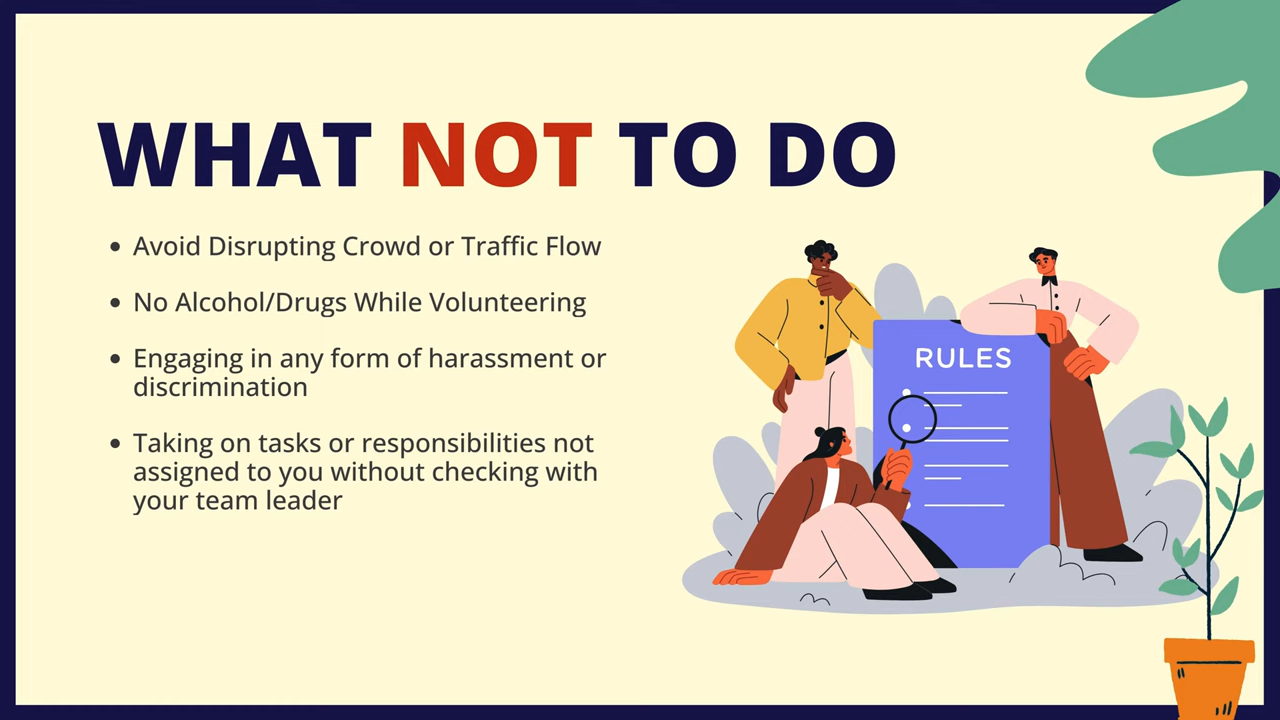 WHAT NOT TO DO
Avoid Disrupting Crowd or Traffic Flow
No Alcohol/Drugs While Volunteering
Engaging in any form of harassment or
discrimination
Taking on tasks or responsibilities not
assigned to you without checking with
your team leader
RULES